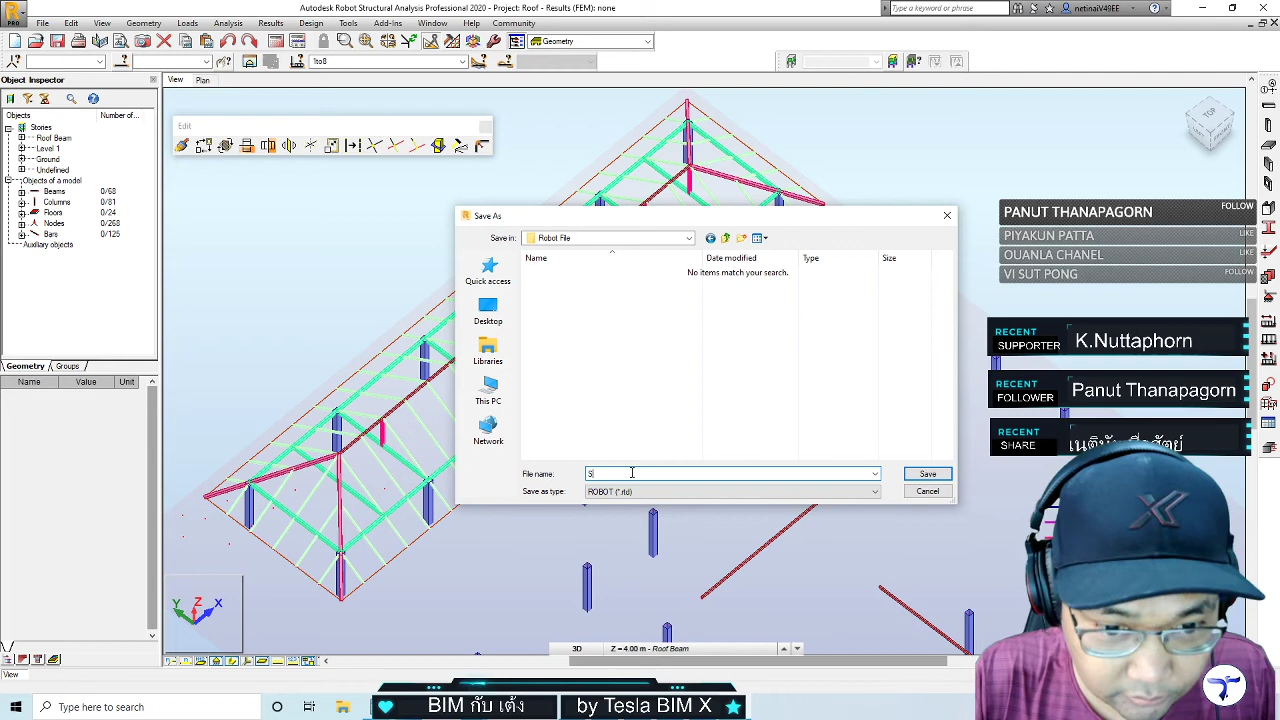 Autodesk Robot Structural Analysis Professional 2020 - Project: Roof - Results (FEM): none
Type a keyword or phrase
netinaiV49EE
PRO
File Edit View Geometry Loads Analysis Results Tools Add-Ins Window Help Community
Geometry
1to8
Object Inspector
View Plan
Objects Number of...
Stories
Roof Beam
Level 1
Ground
Undefined
Objects of a model
Beams 0/68
Columns 0/81
Floors 0/24
Nodes 0/268
Bars 0/125
Auxiliary objects
Edit
TOP
Geometry Groups
Name Value Unit
Save As
Save in: Robot File
Name Date modified Type Size
No items match your search.
Quick access
Desktop
Libraries
This PC
Network
File name: S
Save
Save as type: ROBOT (*.rtd)
Cancel
PANUT THANAPAGORN FOLLOW
PIYAKUN PATTA LIKE
OUANLA CHANEL LIKE
VI SUT PONG FOLLOW
RECENT
SUPPORTER
K.Nuttaphorn
RECENT
FOLLOWER
Panut Thanapagorn
RECENT
SHARE
Z
Y
X
3D Z = 4.00 m - Roof Beam
View
Type here to search
BIM กับ เต้ง
by Tesla BIM X